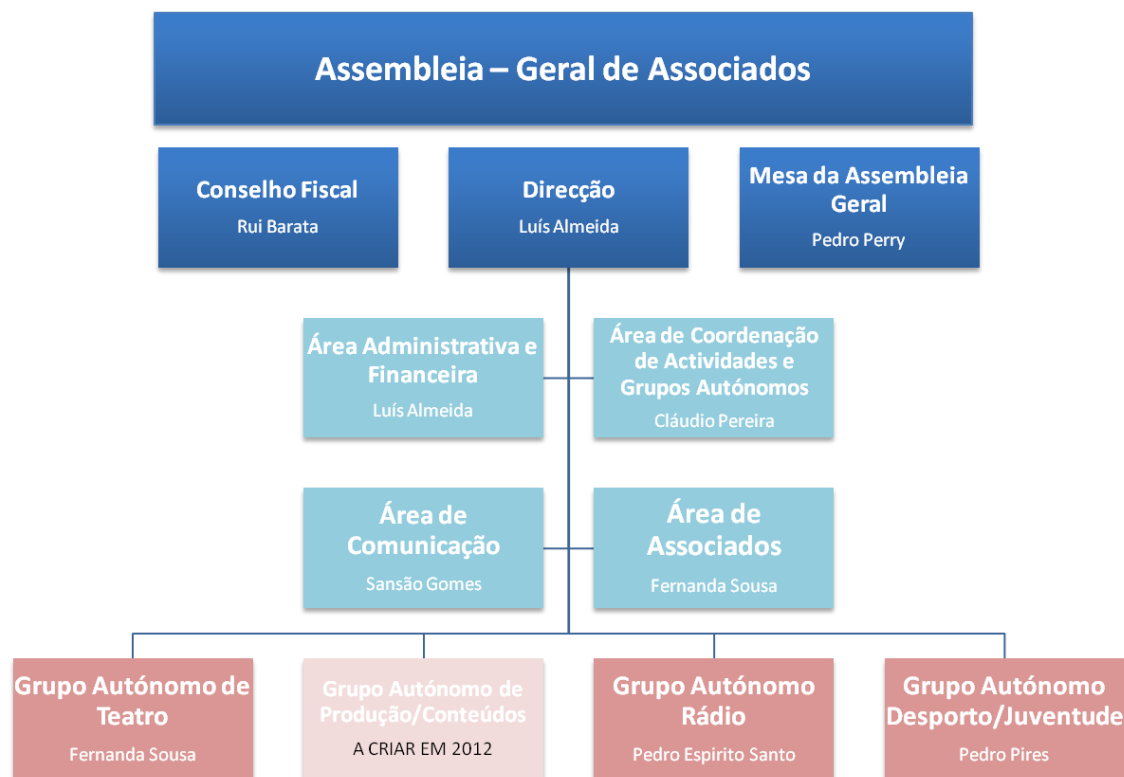 Assembleia – Geral de Associados
Conselho Fiscal
Rui Barata
Direcção
Luís Almeida
Mesa da Assembleia
Geral
Pedro Perry
Área Administrativa e
Financeira
Luís Almeida
Área de Coordenação
de Actividades e
Grupos Autónomos
Cláudio Pereira
Área de
Comunicação
Sansão Gomes
Área de
Associados
Fernanda Sousa
Grupo Autónomo de
Teatro
Fernanda Sousa
Grupo Autónomo de
Produção/Conteúdos
A CRIAR EM 2012
Grupo Autónomo
Rádio
Pedro Espirito Santo
Grupo Autónomo
Desporto/Juventude
Pedro Pires